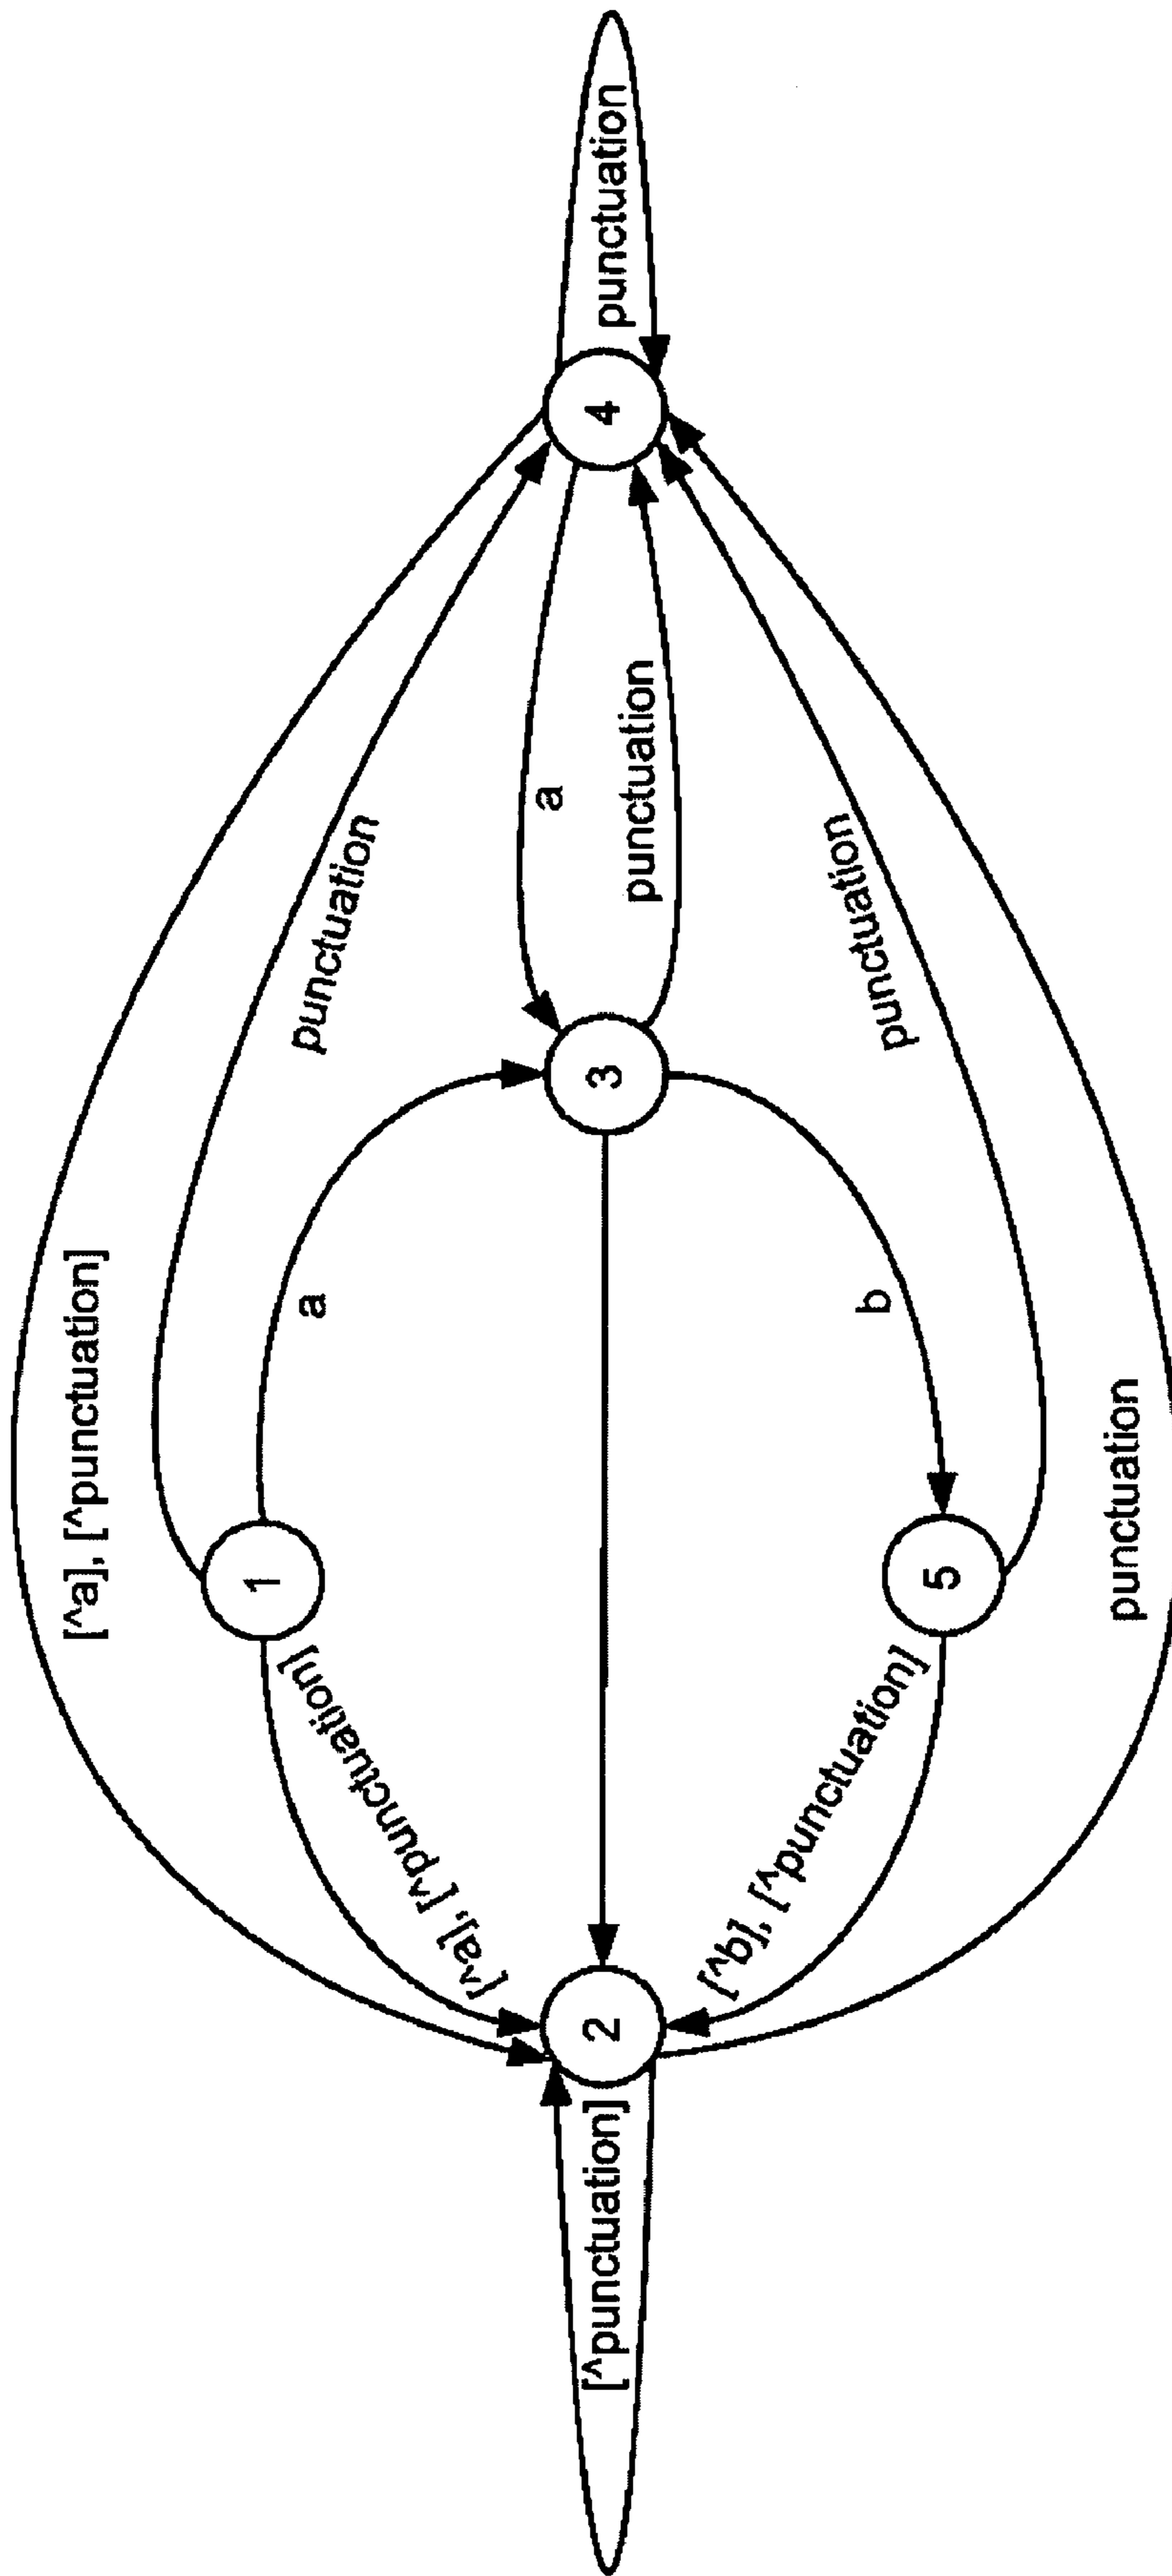 [^a], [^punctuation]
1
a
punctuation
[^a], [^punctuation]
a
[^punctuation]
2
3
punctuation
4
punctuation
[^b], [^punctuation]
b
punctuation
5
punctuation